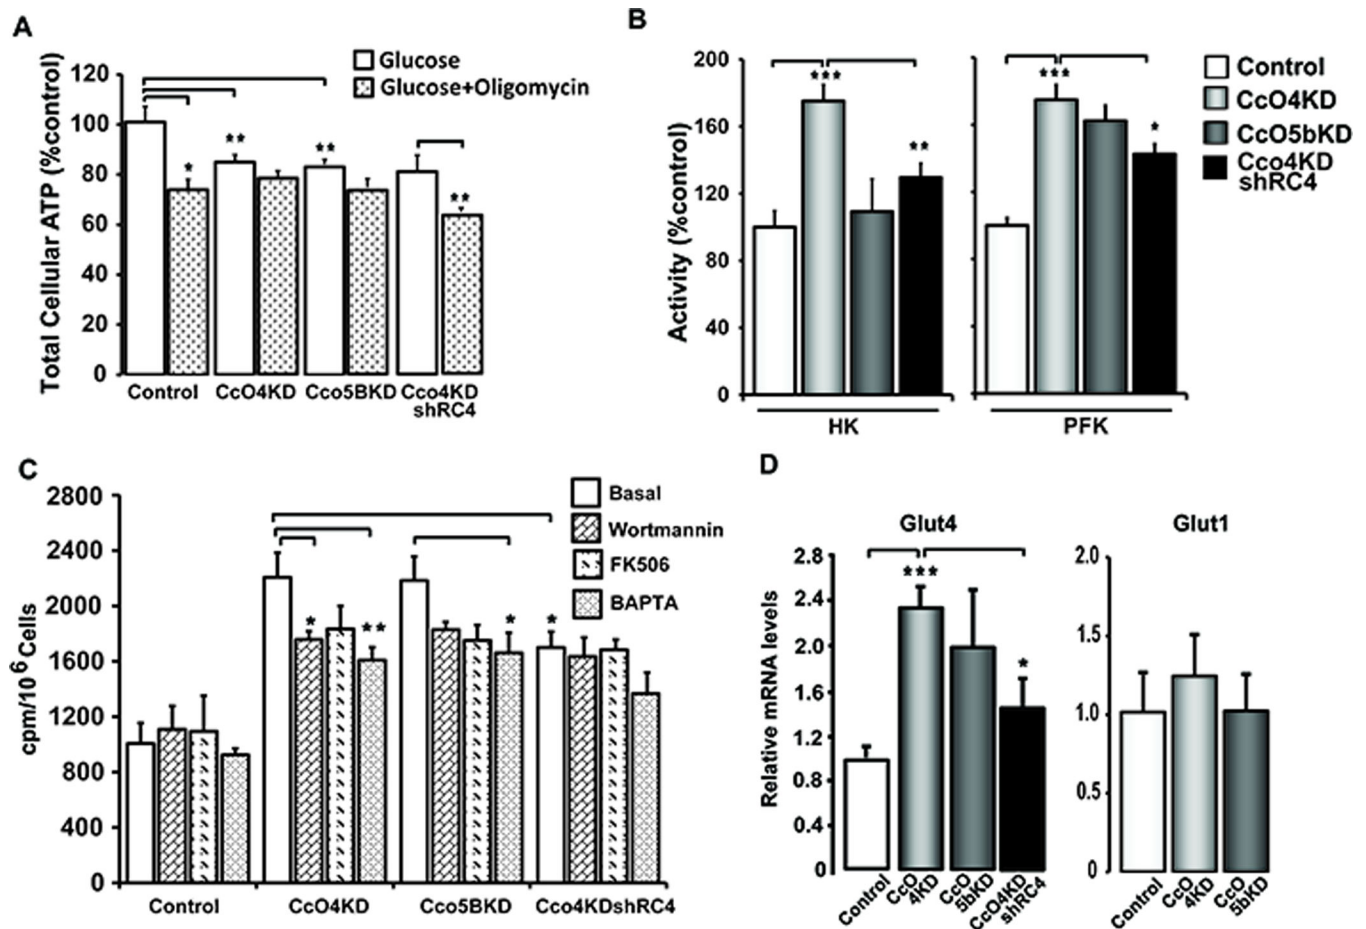 A
Total Cellular ATP (%control)
120
100
80
60
40
20
0
Glucose
Glucose+Oligomycin
*
**
**
**
Control
CcO4KD
Cco5BKD
Cco4KD
shRC4
B
Activity (%control)
200
160
120
80
40
0
***
**
***
*
HK
PFK
Control
CcO4KD
CcO5bKD
Cco4KD
shRC4
C
cpm/10 6 Cells
2800
2400
2000
1600
1200
800
400
0
Basal
Wortmannin
FK506
BAPTA
*
**
*
*
Control
CcO4KD
Cco5BKD
Cco4KDshRC4
D
Glut4
Relative mRNA levels
2.8
2.4
2.0
1.6
1.2
0.8
0.4
0
***
*
Control
CcO
4KD
CcO
5bKD
CcO4KD
shRC4
Glut1
2.0
1.5
1.0
0.5
0
Control
CcO
4KD
CcO
5bKD